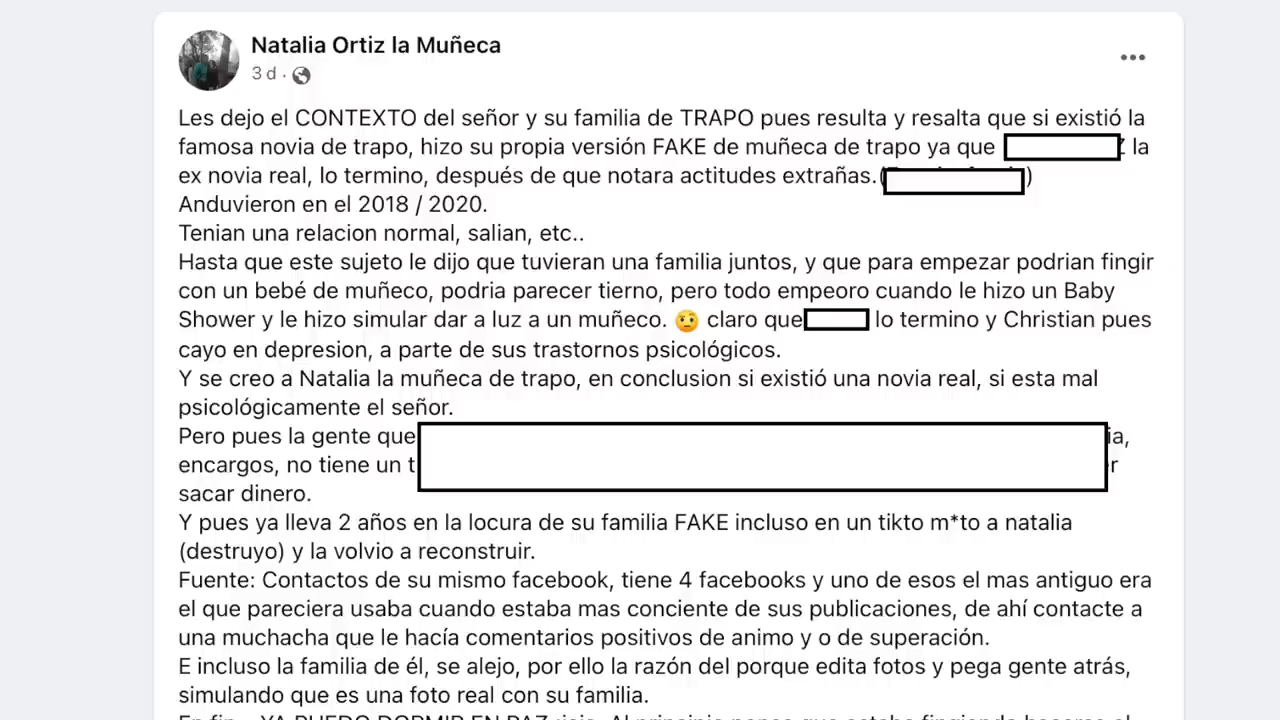 Natalia Ortiz la Muñeca
3 d ·
Les dejo el CONTEXTO del señor y su familia de TRAPO pues resulta y resalta que si existió la
famosa novia de trapo, hizo su propia versión FAKE de muñeca de trapo ya que la
ex novia real, lo termino, después de que notara actitudes extrañas.( )
Anduvieron en el 2018 / 2020.
Tenian una relacion normal, salian, etc..
Hasta que este sujeto le dijo que tuvieran una familia juntos, y que para empezar podrian fingir
con un bebé de muñeco, podria parecer tierno, pero todo empeoro cuando le hizo un Baby
Shower y le hizo simular dar a luz a un muñeco. 🤕 claro que lo termino y Christian pues
cayo en depresion, a parte de sus trastornos psicológicos.
Y se creo a Natalia la muñeca de trapo, en conclusion si existió una novia real, si esta mal
psicológicamente el señor.
Pero pues la gente que
encargos, no tiene un
sacar dinero.
Y pues ya lleva 2 años en la locura de su familia FAKE incluso en un tikto m*to a natalia
(destruyo) y la volvio a reconstruir.
Fuente: Contactos de su mismo facebook, tiene 4 facebooks y uno de esos el mas antiguo era
el que pareciera usaba cuando estaba mas conciente de sus publicaciones, de ahí contacte a
una muchacha que le hacía comentarios positivos de animo y o de superación.
E incluso la familia de él, se alejo, por ello la razón del porque edita fotos y pega gente atrás,
simulando que es una foto real con su familia.